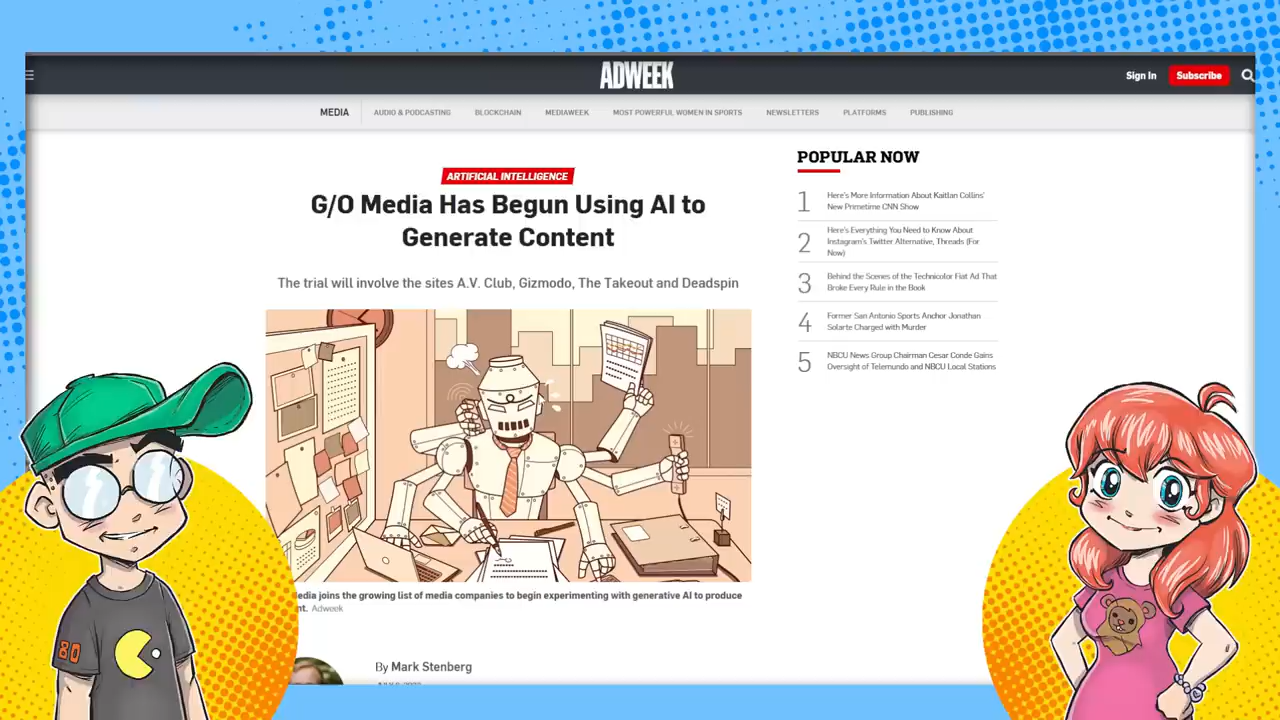 ADWEEK
Sign In
Subscribe
MEDIA
AUDIO & PODCASTING
BLOCKCHAIN
MEDIAWEEK
MOST POWERFUL WOMEN IN SPORTS
NEWSLETTERS
PLATFORMS
PUBLISHING
ARTIFICIAL INTELLIGENCE
G/O Media Has Begun Using AI to
Generate Content
The trial will involve the sites A.V. Club, Gizmodo, The Takeout and Deadspin
edia joins the growing list of media companies to begin experimenting with generative AI to produce
nt. Adweek
By Mark Stenberg
POPULAR NOW
1
Here's More Information About Kaitlan Collins'
New Primetime CNN Show
2
Here's Everything You Need to Know About
Instagram's Twitter Alternative, Threads (For
Now)
3
Behind the Scenes of the Technicolor Fiat Ad That
Broke Every Rule in the Book
4
Former San Antonio Sports Anchor Jonathan
Solarte Charged with Murder
5
NBCU News Group Chairman Cesar Conde Gains
Oversight of Telemundo and NBCU Local Stations
80